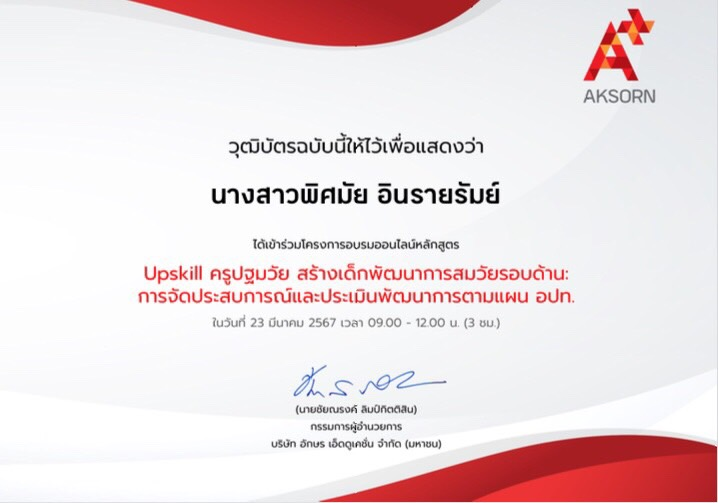 AKSORN
วุฒิบัตรฉบับนี้ให้ไว้เพื่อแสดงว่า
นางสาวพิศมัย อินรายรัมย์
ได้เข้าร่วมโครงการอบรมออนไลน์หลักสูตร
Upskill ครูปฐมวัย สร้างเด็กพัฒนาการสมวัยรอบด้าน:
การจัดประสบการณ์และประเมินพัฒนาการตามแผน อปท.
ในวันที่ 23 มีนาคม 2567 เวลา 09.00 - 12.00 น. (3 ชม.)
(นายชัยณรงค์ ลิมป์กิตติสิน)
กรรมการผู้อำนวยการ
บริษัท อักษร เอ็ดดูเคชั่น จำกัด (มหาชน)